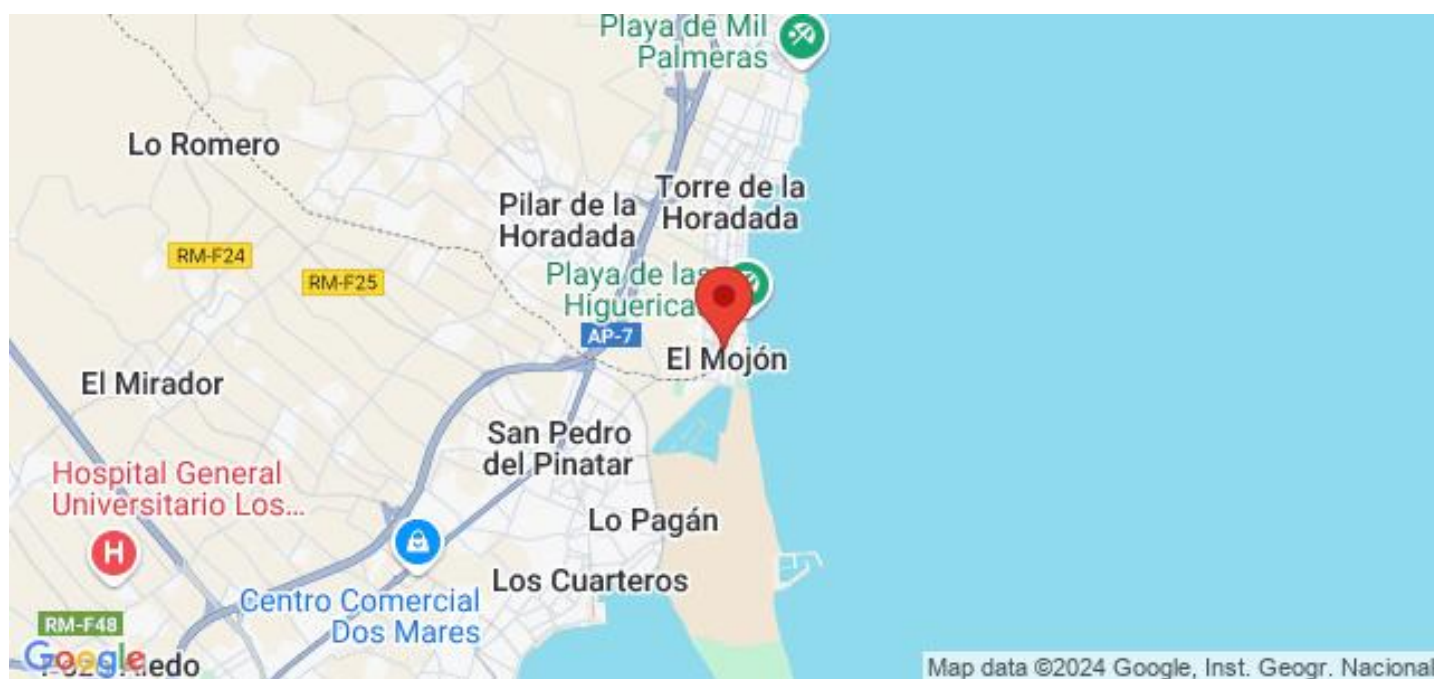 Playa de Mil
Palmeras
Lo Romero
Torre de la
Horadada
Pilar de la
Horadada
RM-F24
RM-F25
Playa de las
Higuerica
AP-7
El Mojón
El Mirador
San Pedro
del Pinatar
Hospital General
Universitario Los...
H
Lo Pagán
Los Cuarteros
Centro Comercial
Dos Mares
RM-F48
Google
Map data ©2024 Google, Inst. Geogr. Nacional